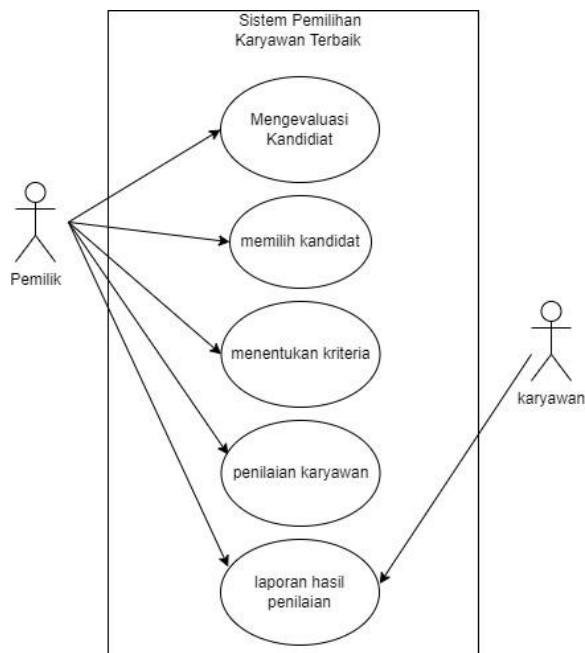 Sistem Pemilihan
Karyawan Terbaik
Mengevaluasi
Kandidiat
memilih kandidat
Pemilik
menentukan kriteria
karyawan
penilaian karyawan
laporan hasil
penilaian